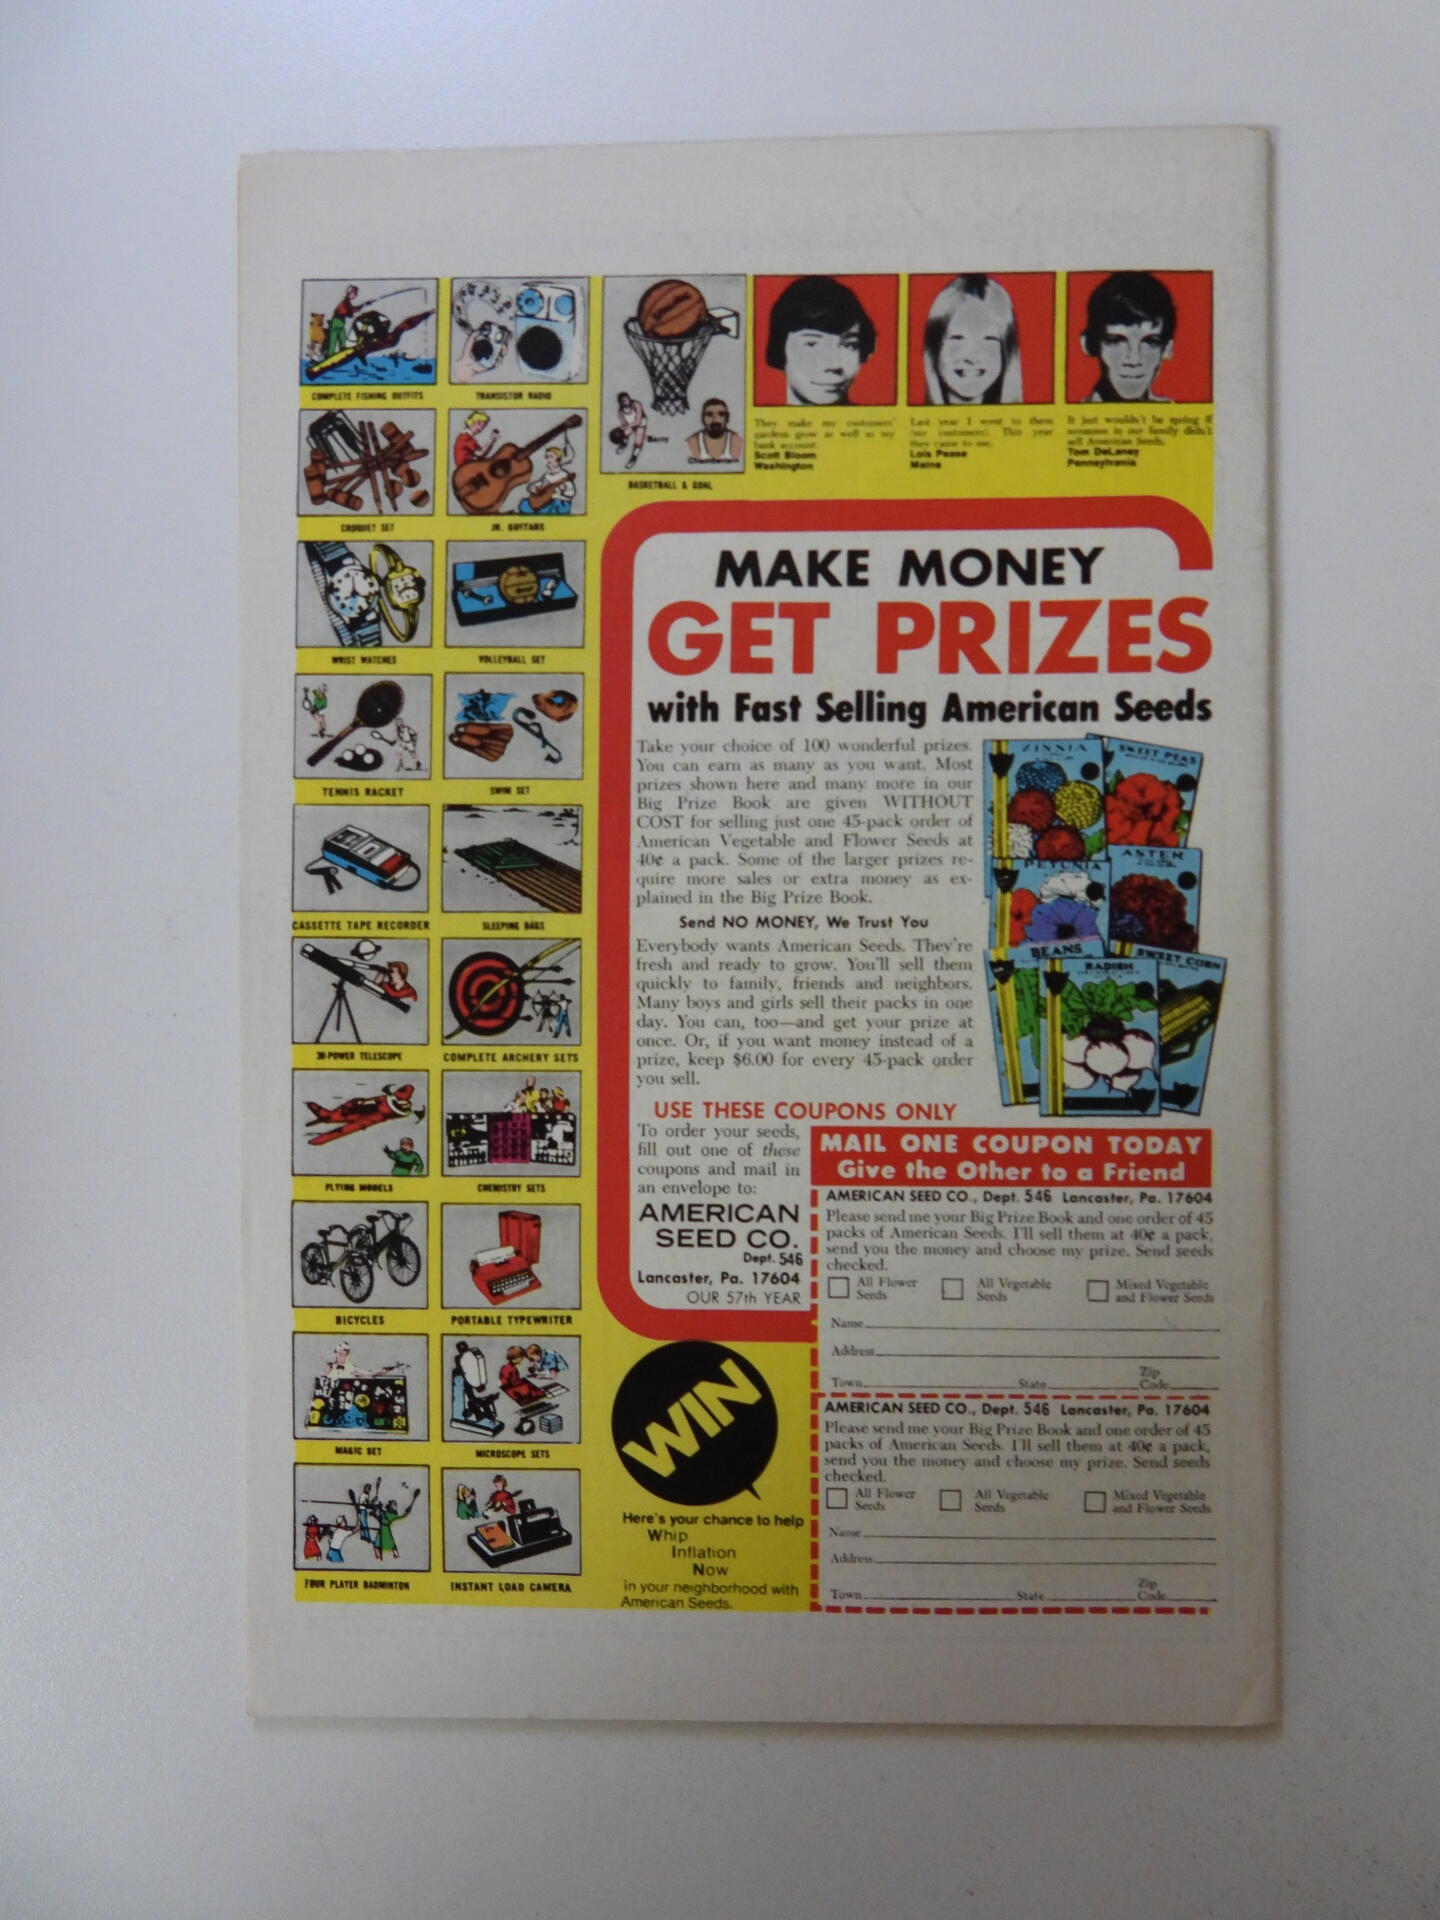 COMPLETE FISHING OUTFITS
TRANSISTOR RADIO
CROQUET SET
JR. GUITARS
WRIST WATCHES
VOLLEYBALL SET
TENNIS RACKET
SWIM SET
CASSETTE TAPE RECORDER
SLEEPING BAGS
30-POWER TELESCOPE
COMPLETE ARCHERY SETS
FLYING MODELS
CHEMISTRY SETS
BICYCLES
PORTABLE TYPEWRITER
MAGIC SET
MICROSCOPE SETS
FOUR PLAYER BADMINTON
INSTANT LOAD CAMERA
Barry
Chamberlain
BASKETBALL & GOAL
They make my customers'
gardens grow as well as my
bank account.
Scott Bloom
Washington
Last year I went to them
(my customers). This year
they came to me.
Lois Pease
Maine
It just wouldn't be spring if
someone in our family didn't
sell American Seeds.
Tom DeLaney
Pennsylvania
MAKE MONEY
GET PRIZES
with Fast Selling American Seeds
Take your choice of 100 wonderful prizes.
You can earn as many as you want. Most
prizes shown here and many more in our
Big Prize Book are given WITHOUT
COST for selling just one 45-pack order of
American Vegetable and Flower Seeds at
40¢ a pack. Some of the larger prizes re-
quire more sales or extra money as ex-
plained in the Big Prize Book.
Send NO MONEY, We Trust You
Everybody wants American Seeds. They're
fresh and ready to grow. You'll sell them
quickly to family, friends and neighbors.
Many boys and girls sell their packs in one
day. You can, too—and get your prize at
once. Or, if you want money instead of a
prize, keep $6.00 for every 45-pack order
you sell.
ZINNIA
SWEET PEAS
PETUNIA
ASTER
BEANS
RADISH
SWEET CORN
USE THESE COUPONS ONLY
To order your seeds,
fill out one of these
coupons and mail in
an envelope to:
AMERICAN
SEED CO.
Dept. 546
Lancaster, Pa. 17604
OUR 57th YEAR
MAIL ONE COUPON TODAY
Give the Other to a Friend
AMERICAN SEED CO., Dept. 546 Lancaster, Pa. 17604
Please send me your Big Prize Book and one order of 45
packs of American Seeds. I'll sell them at 40¢ a pack,
send you the money and choose my prize. Send seeds
checked.
All Flower Seeds
All Vegetable Seeds
Mixed Vegetable and Flower Seeds
Name
Address
Town State Zip Code
AMERICAN SEED CO., Dept. 546 Lancaster, Pa. 17604
Please send me your Big Prize Book and one order of 45
packs of American Seeds. I'll sell them at 40¢ a pack,
send you the money and choose my prize. Send seeds
checked.
All Flower Seeds
All Vegetable Seeds
Mixed Vegetable and Flower Seeds
Name
Address
Town State Zip Code
WIN
Here's your chance to help
Whip
Inflation
Now
in your neighborhood with
American Seeds.